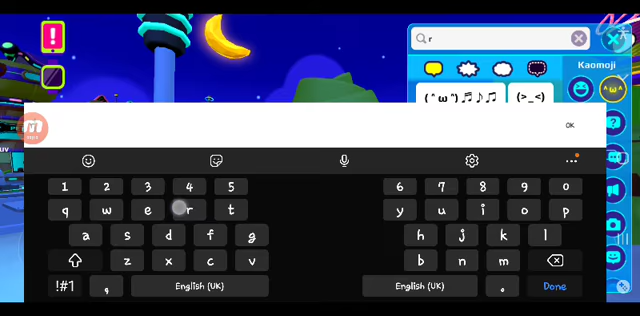 r
Kaomoji
( ^ ω ^) ♬ ♪ ♫
(>_<)
^ω^
OK
1 2 3 4 5 6 7 8 9 0
q w e r t y u i o p
a s d f g h j k l
z x c v b n m
!#1 , English (UK) English (UK) . Done